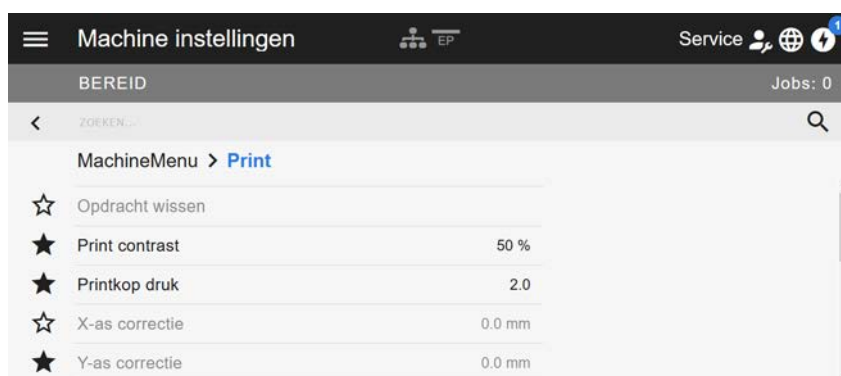 Machine instellingen EP Service 1
BEREID Jobs: 0
ZOEKEN...
MachineMenu > Print
Opdracht wissen
Print contrast 50 %
Printkop druk 2.0
X-as correctie 0.0 mm
Y-as correctie 0.0 mm